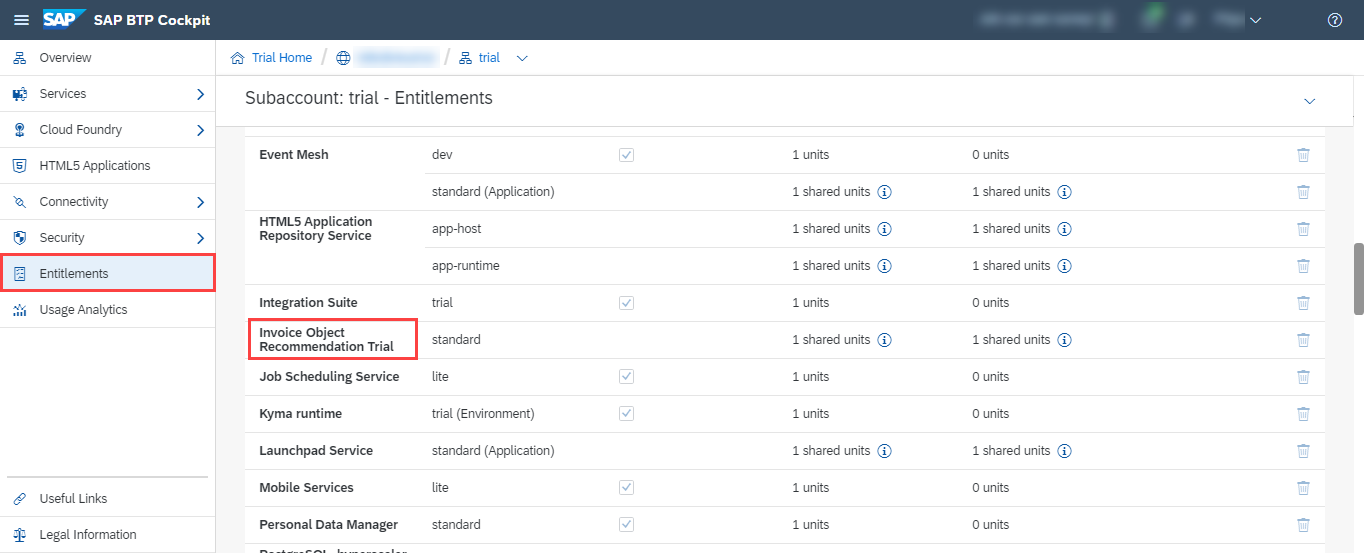 SAP SAP BTP Cockpit
Overview
Services
Cloud Foundry
HTML5 Applications
Connectivity
Security
Entitlements
Usage Analytics
Useful Links
Legal Information
Trial Home / / trial
Subaccount: trial - Entitlements
Event Mesh dev 1 units 0 units
standard (Application) 1 shared units 1 shared units
HTML5 Application
Repository Service
app-host 1 shared units 1 shared units
app-runtime 1 shared units 1 shared units
Integration Suite trial 1 units 0 units
Invoice Object
Recommendation Trial
standard 1 shared units 1 shared units
Job Scheduling Service lite 1 units 0 units
Kyma runtime trial (Environment) 1 units 0 units
Launchpad Service standard (Application) 1 shared units 1 shared units
Mobile Services lite 1 units 0 units
Personal Data Manager standard 1 units 0 units